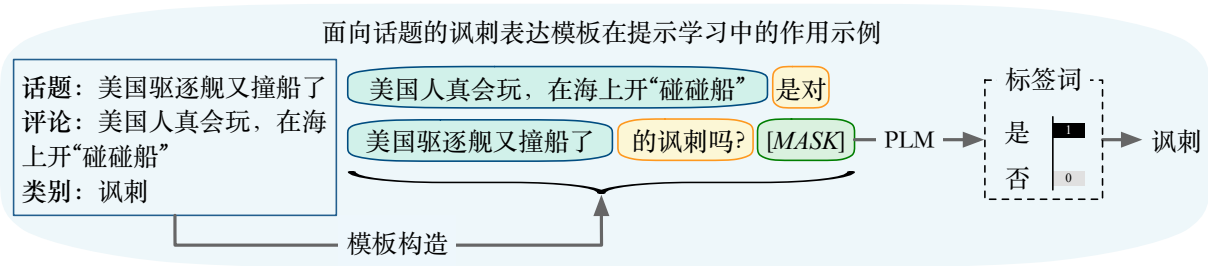 面向话题的讽刺表达模板在提示学习中的作用示例
话题：美国驱逐舰又撞船了
评论：美国人真会玩，在海
上开“碰碰船”
类别：讽刺
美国人真会玩，在海上开“碰碰船” 是对
美国驱逐舰又撞船了 的讽刺吗? [MASK]
PLM
标签词
是 1
否 0
讽刺
模板构造